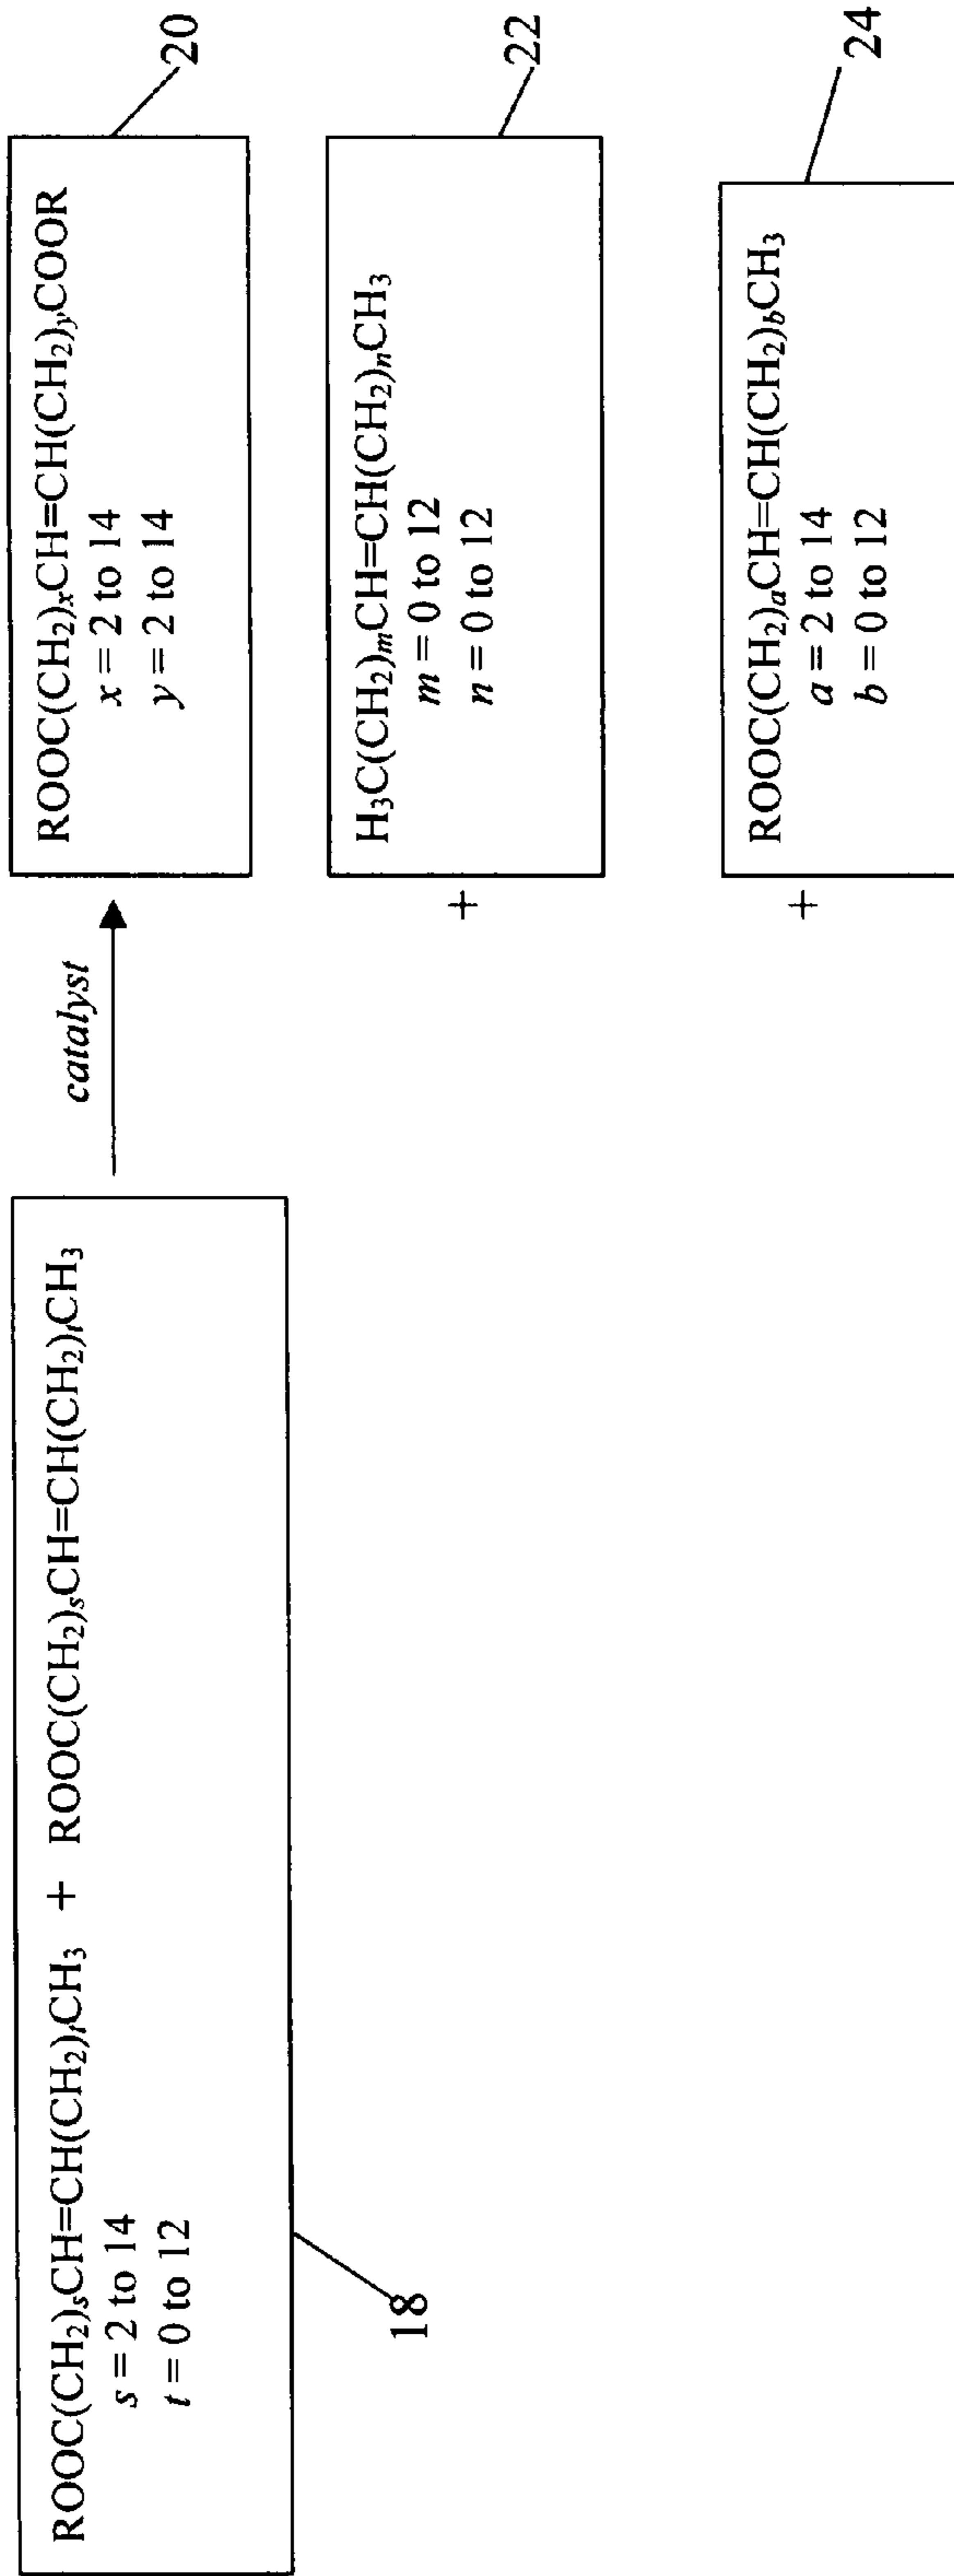 ROOC(CH2)sCH=CH(CH2)tCH3 + ROOC(CH2)sCH=CH(CH2)tCH3
s = 2 to 14
t = 0 to 12
18
catalyst
ROOC(CH2)xCH=CH(CH2)yCOOR
x = 2 to 14
y = 2 to 14
20
+
H3C(CH2)mCH=CH(CH2)nCH3
m = 0 to 12
n = 0 to 12
22
+
ROOC(CH2)aCH=CH(CH2)bCH3
a = 2 to 14
b = 0 to 12
24